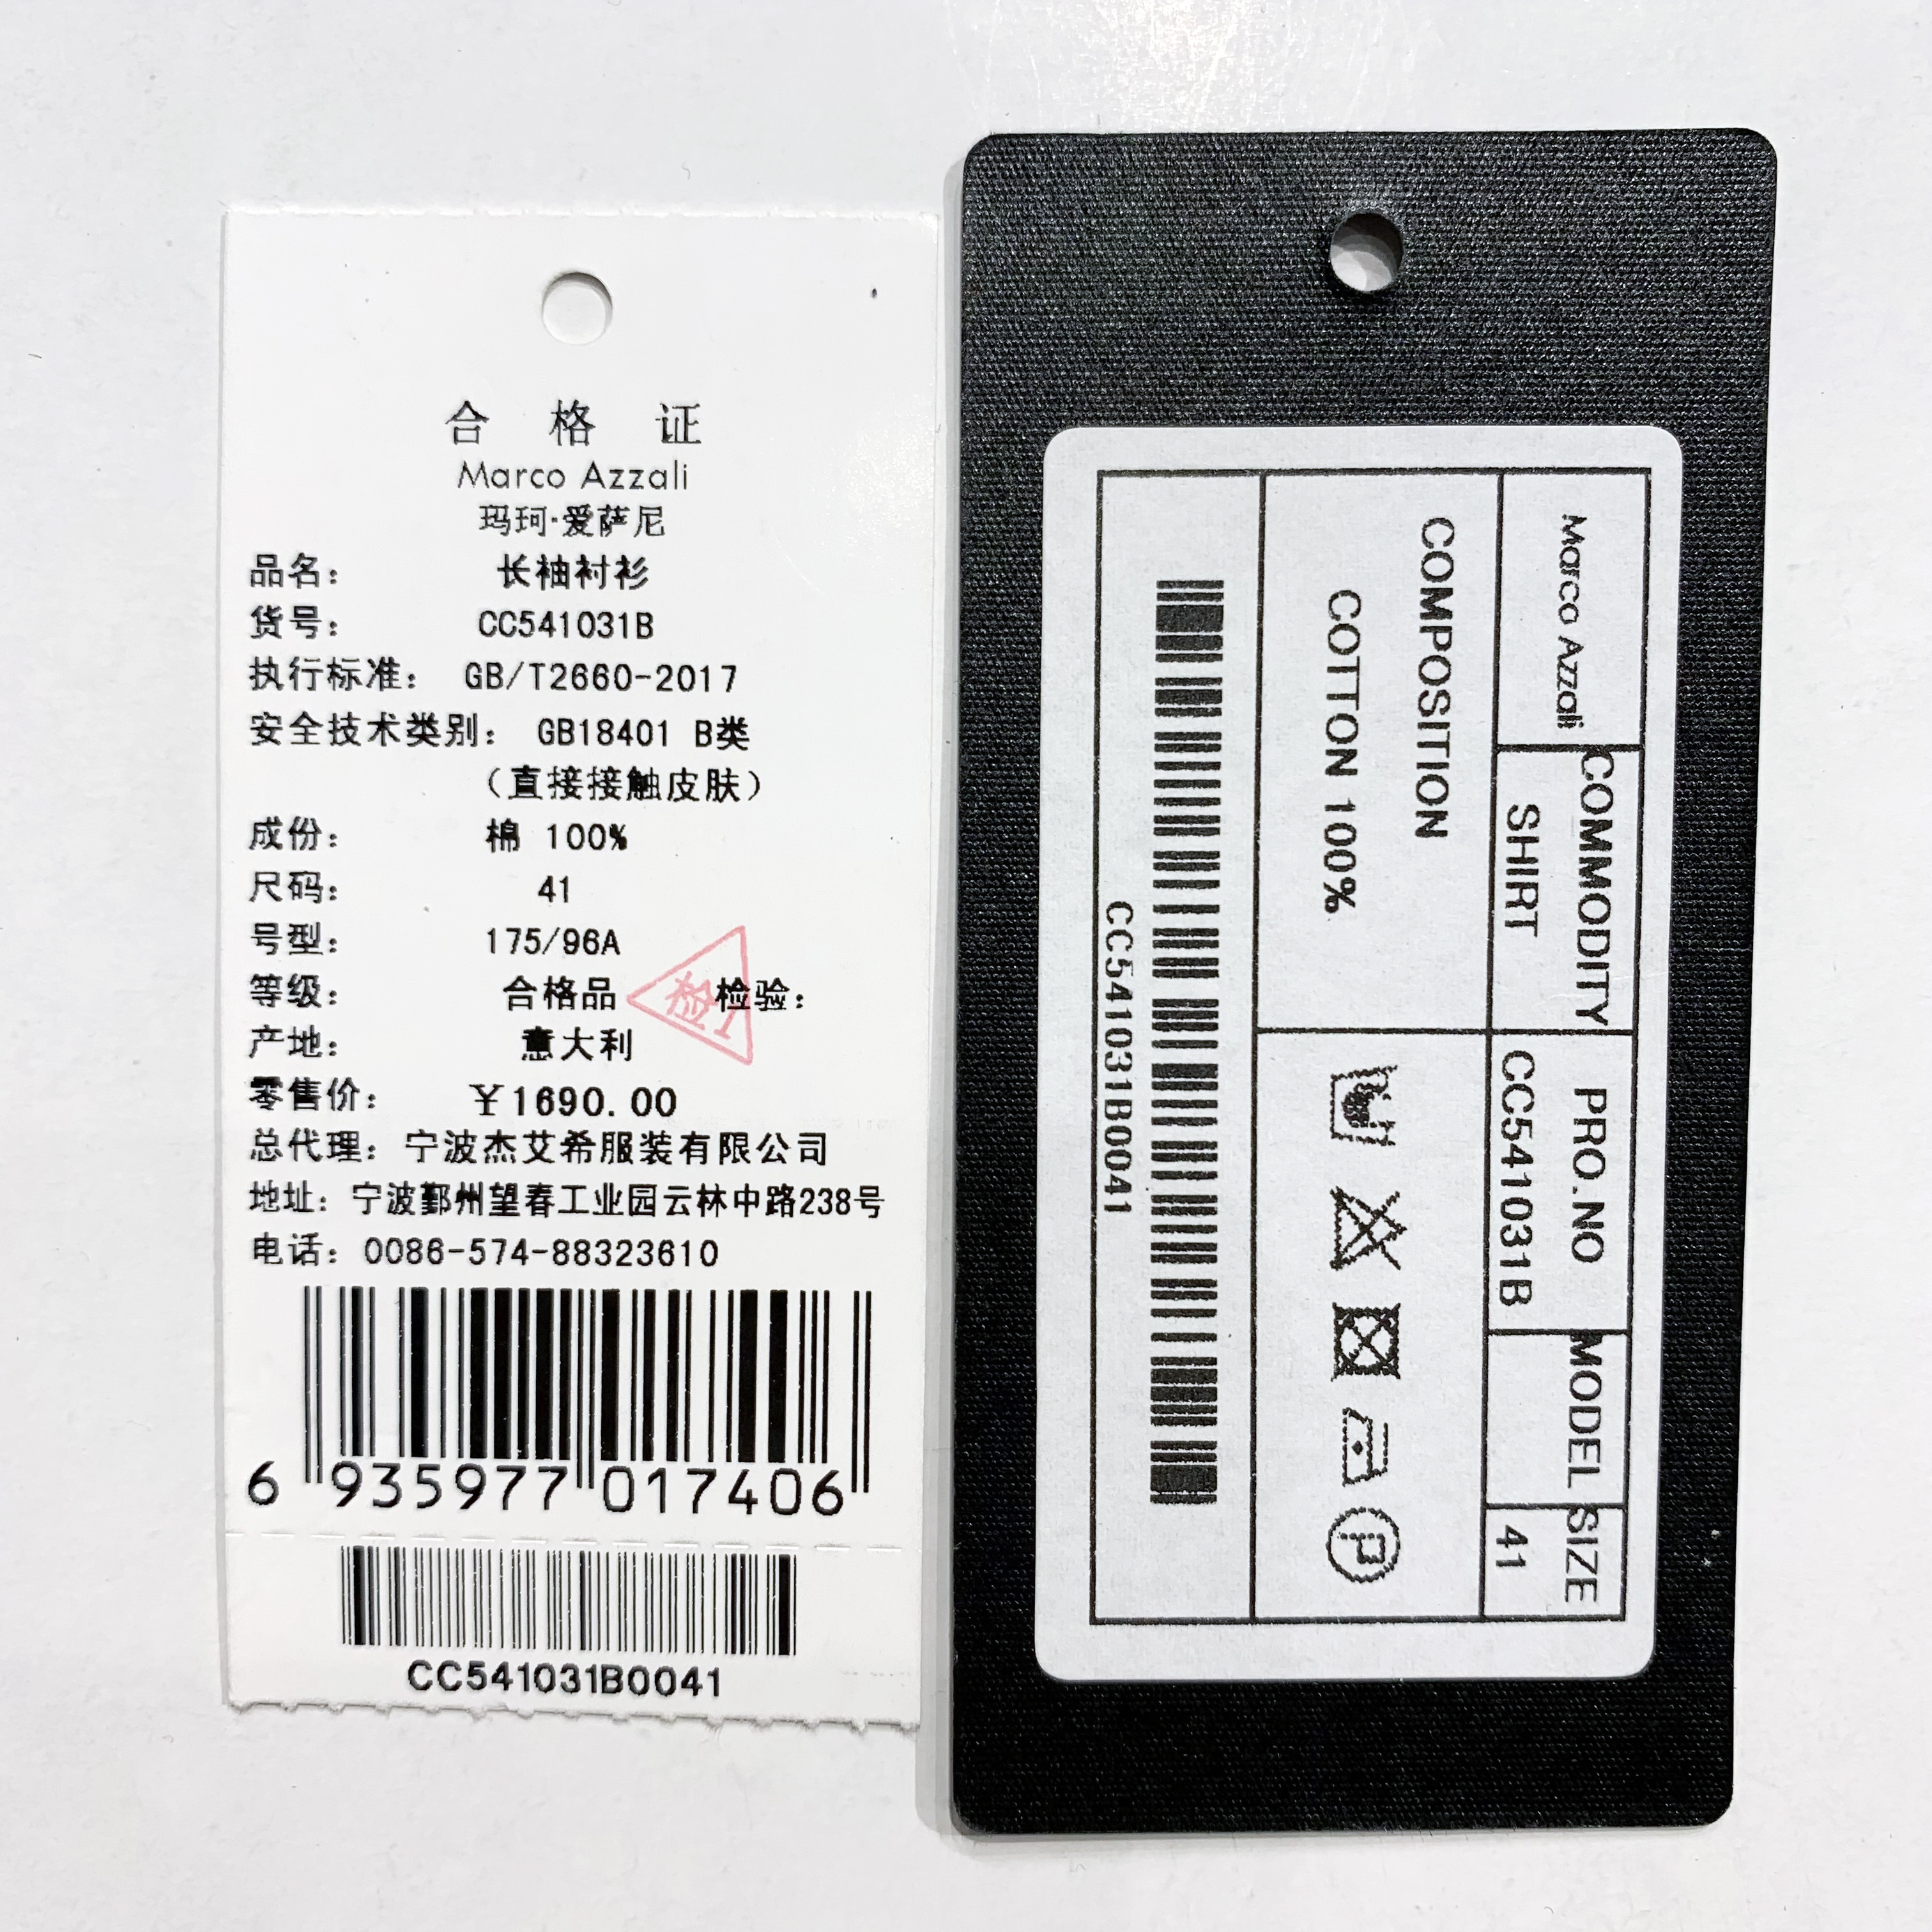 合 格 证
Marco Azzali
玛珂·爱萨尼
品名： 长袖衬衫
货号： CC541031B
执行标准： GB/T2660-2017
安全技术类别： GB18401 B类
（直接接触皮肤）
成份： 棉 100%
尺码： 41
号型： 175/96A
等级： 合格品 检1 检验：
产地： 意大利
零售价： ￥1690.00
总代理：宁波杰艾希服装有限公司
地址：宁波鄞州望春工业园云林中路238号
电话：0086-574-88323610
6 935977 017406
CC541031B0041
Marco Azzali
COMMODITY
SHIRT
PRO.NO
CC541031B
MODEL
SIZE
41
COMPOSITION
COTTON 100%
P
CC541031B0041